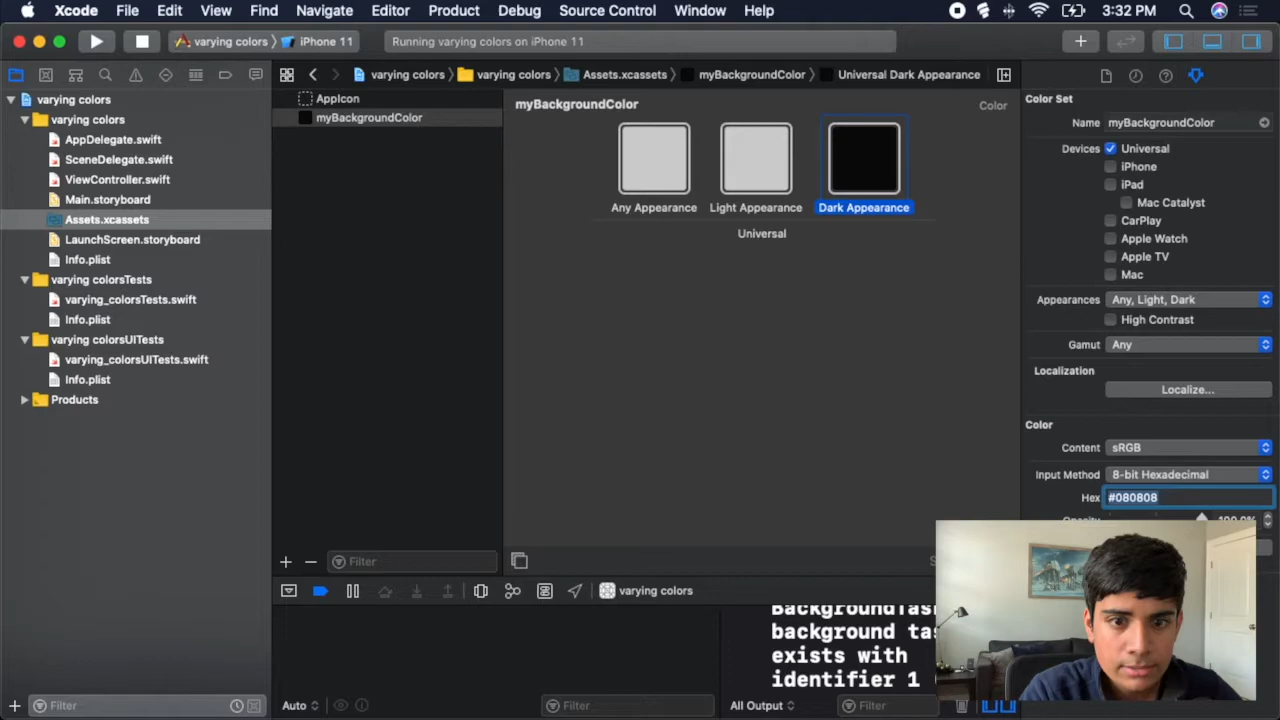 Xcode File Edit View Find Navigate Editor Product Debug Source Control Window Help 3:32 PM
varying colors iPhone 11 Running varying colors on iPhone 11
varying colors varying colors Assets.xcassets myBackgroundColor Universal Dark Appearance
varying colors
varying colors
AppDelegate.swift
SceneDelegate.swift
ViewController.swift
Main.storyboard
Assets.xcassets
LaunchScreen.storyboard
Info.plist
varying colorsTests
varying_colorsTests.swift
Info.plist
varying colorsUITests
varying_colorsUITests.swift
Info.plist
Products
Filter
AppIcon
myBackgroundColor
Filter
myBackgroundColor Color
Any Appearance Light Appearance Dark Appearance
Universal
varying colors
background tas
exists with
identifier 1
Auto Filter All Output Filter
Color Set
Name myBackgroundColor
Devices Universal
iPhone
iPad
Mac Catalyst
CarPlay
Apple Watch
Apple TV
Mac
Appearances Any, Light, Dark
High Contrast
Gamut Any
Localization
Localize...
Color
Content sRGB
Input Method 8-bit Hexadecimal
Hex #080808